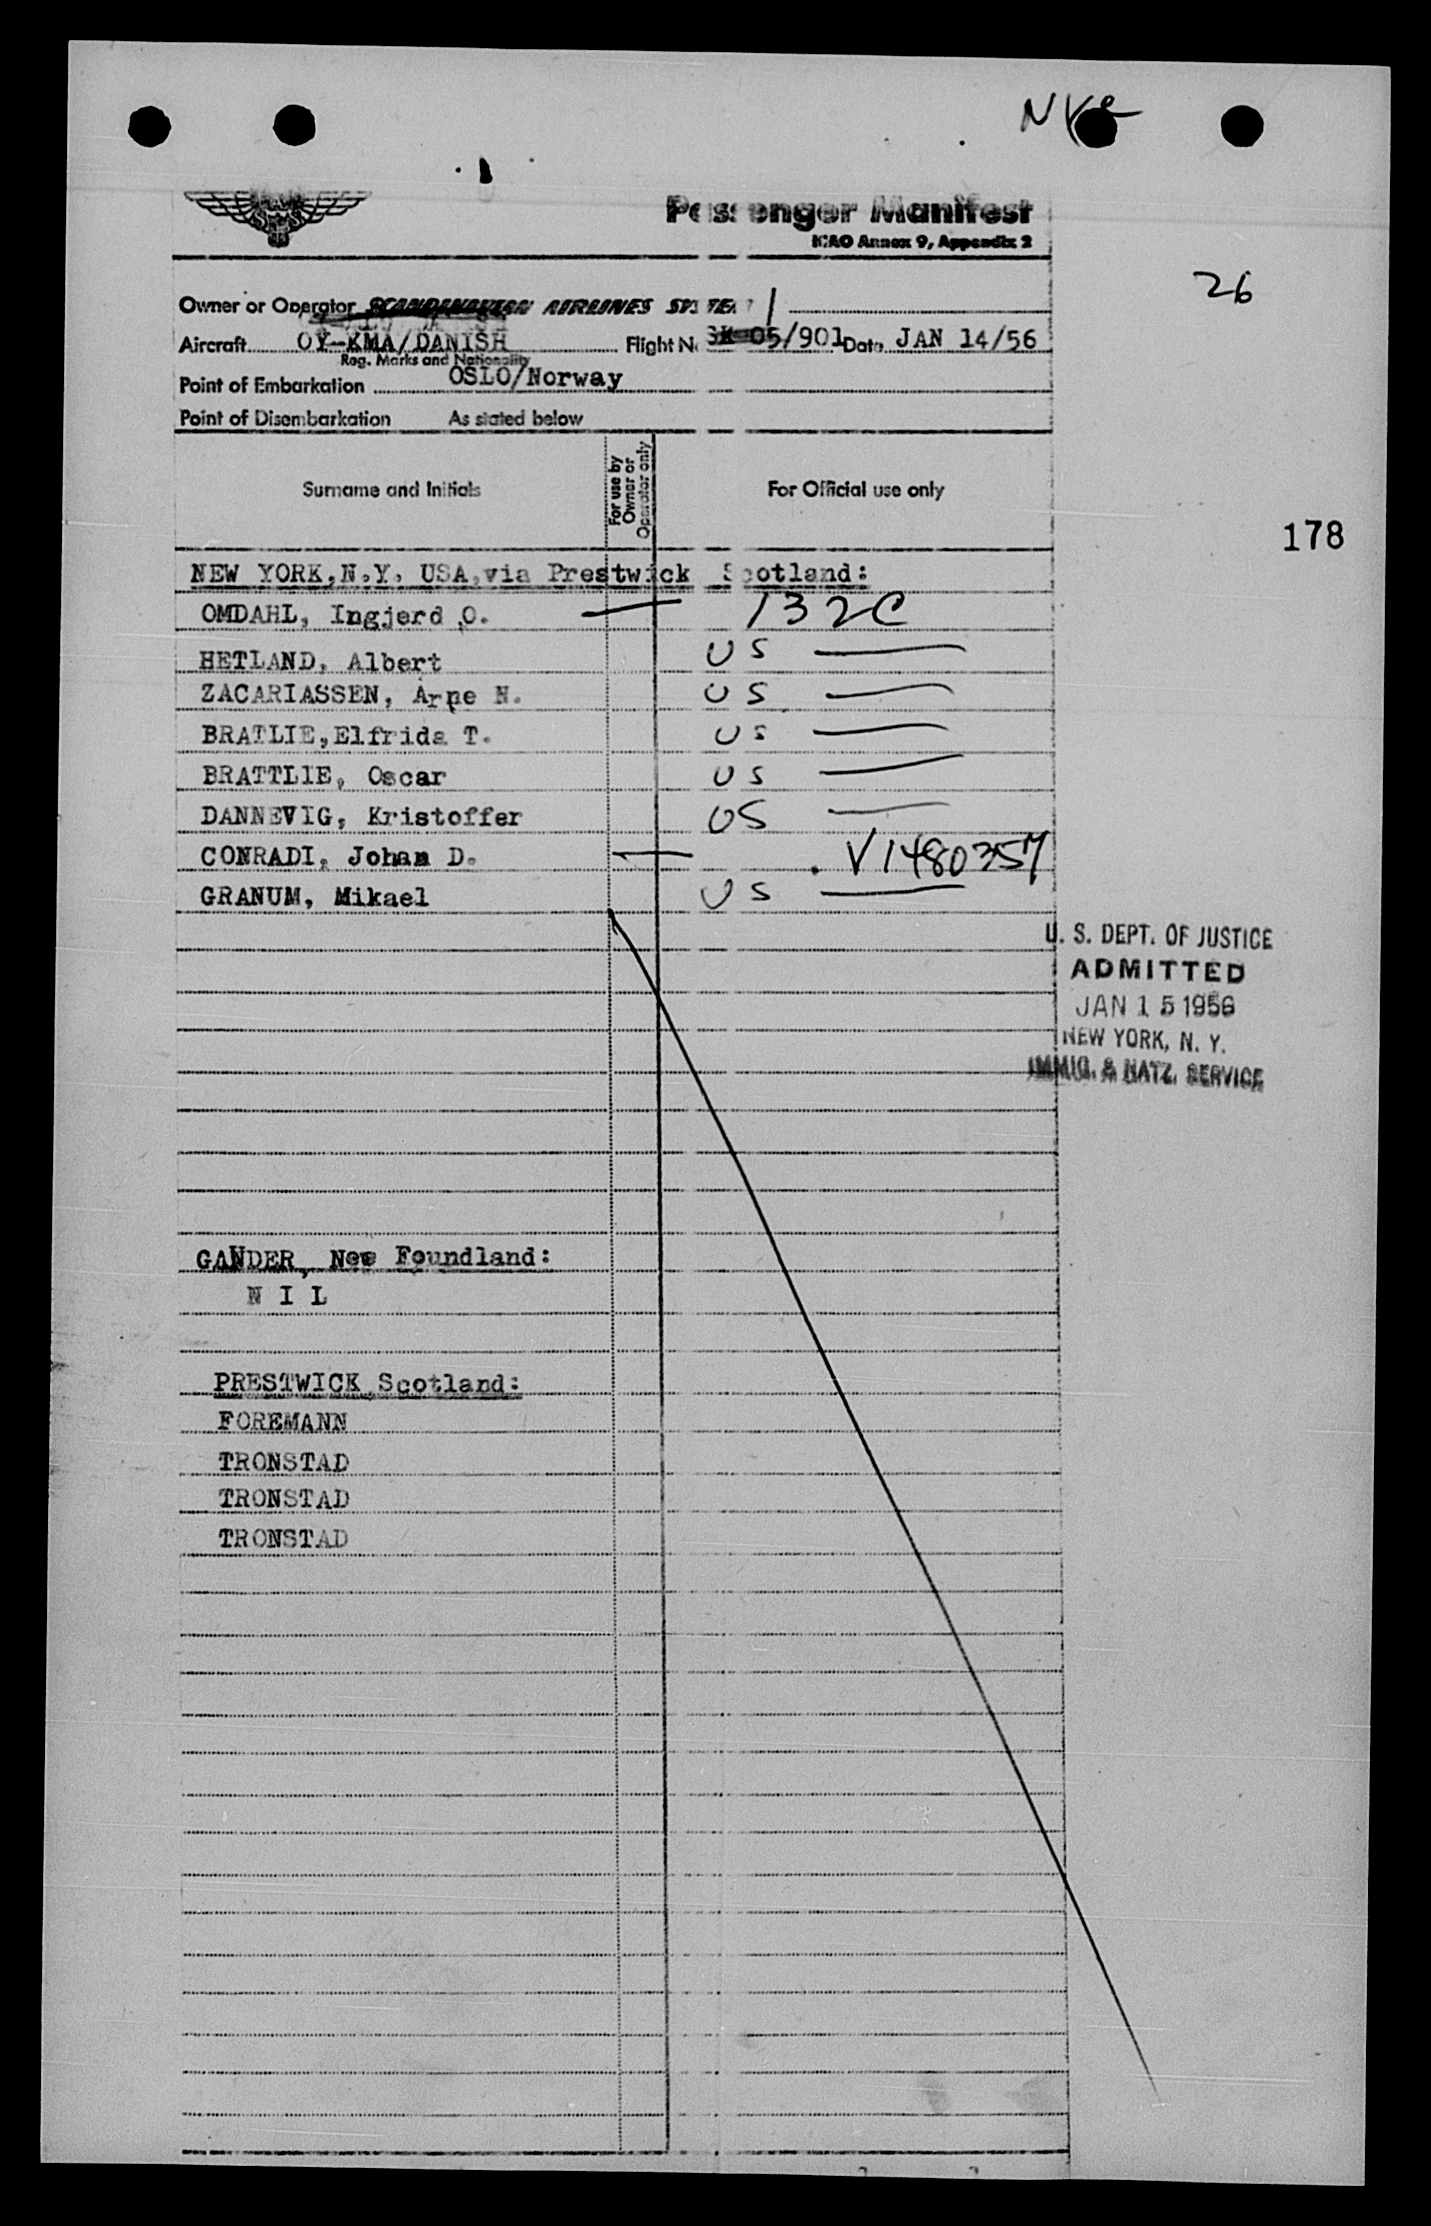 26
SAS
Passenger Manifest
ICAO Annex 9, Appendix 2
Owner or Operator SCANDINAVIAN AIRLINES SYSTEM
Aircraft OY-KMA/DANISH Flight No SK-05/901 Date JAN 14/56
Reg. Marks and Nationality
Point of Embarkation OSLO/Norway
Point of Disembarkation As stated below
Surname and Initials For use by Owner or Operator only For Official use only
178
NEW YORK,N.Y. USA,via Prestwick Scotland:
OMDAHL, Ingjerd O. 132C
HETLAND, Albert US
ZACARIASSEN, Arne N. US
BRATLIE,Elfrida T. US
BRATTLIE, Oscar US
DANNEVIG, Kristoffer US
CONRADI, Johan D. V1480357
GRANUM, Mikael US
U. S. DEPT. OF JUSTICE
ADMITTED
JAN 15 1956
NEW YORK, N. Y.
IMMIG. & NATZ. SERVICE
GANDER, New Foundland:
N I L
PRESTWICK Scotland:
FOREMANN
TRONSTAD
TRONSTAD
TRONSTAD